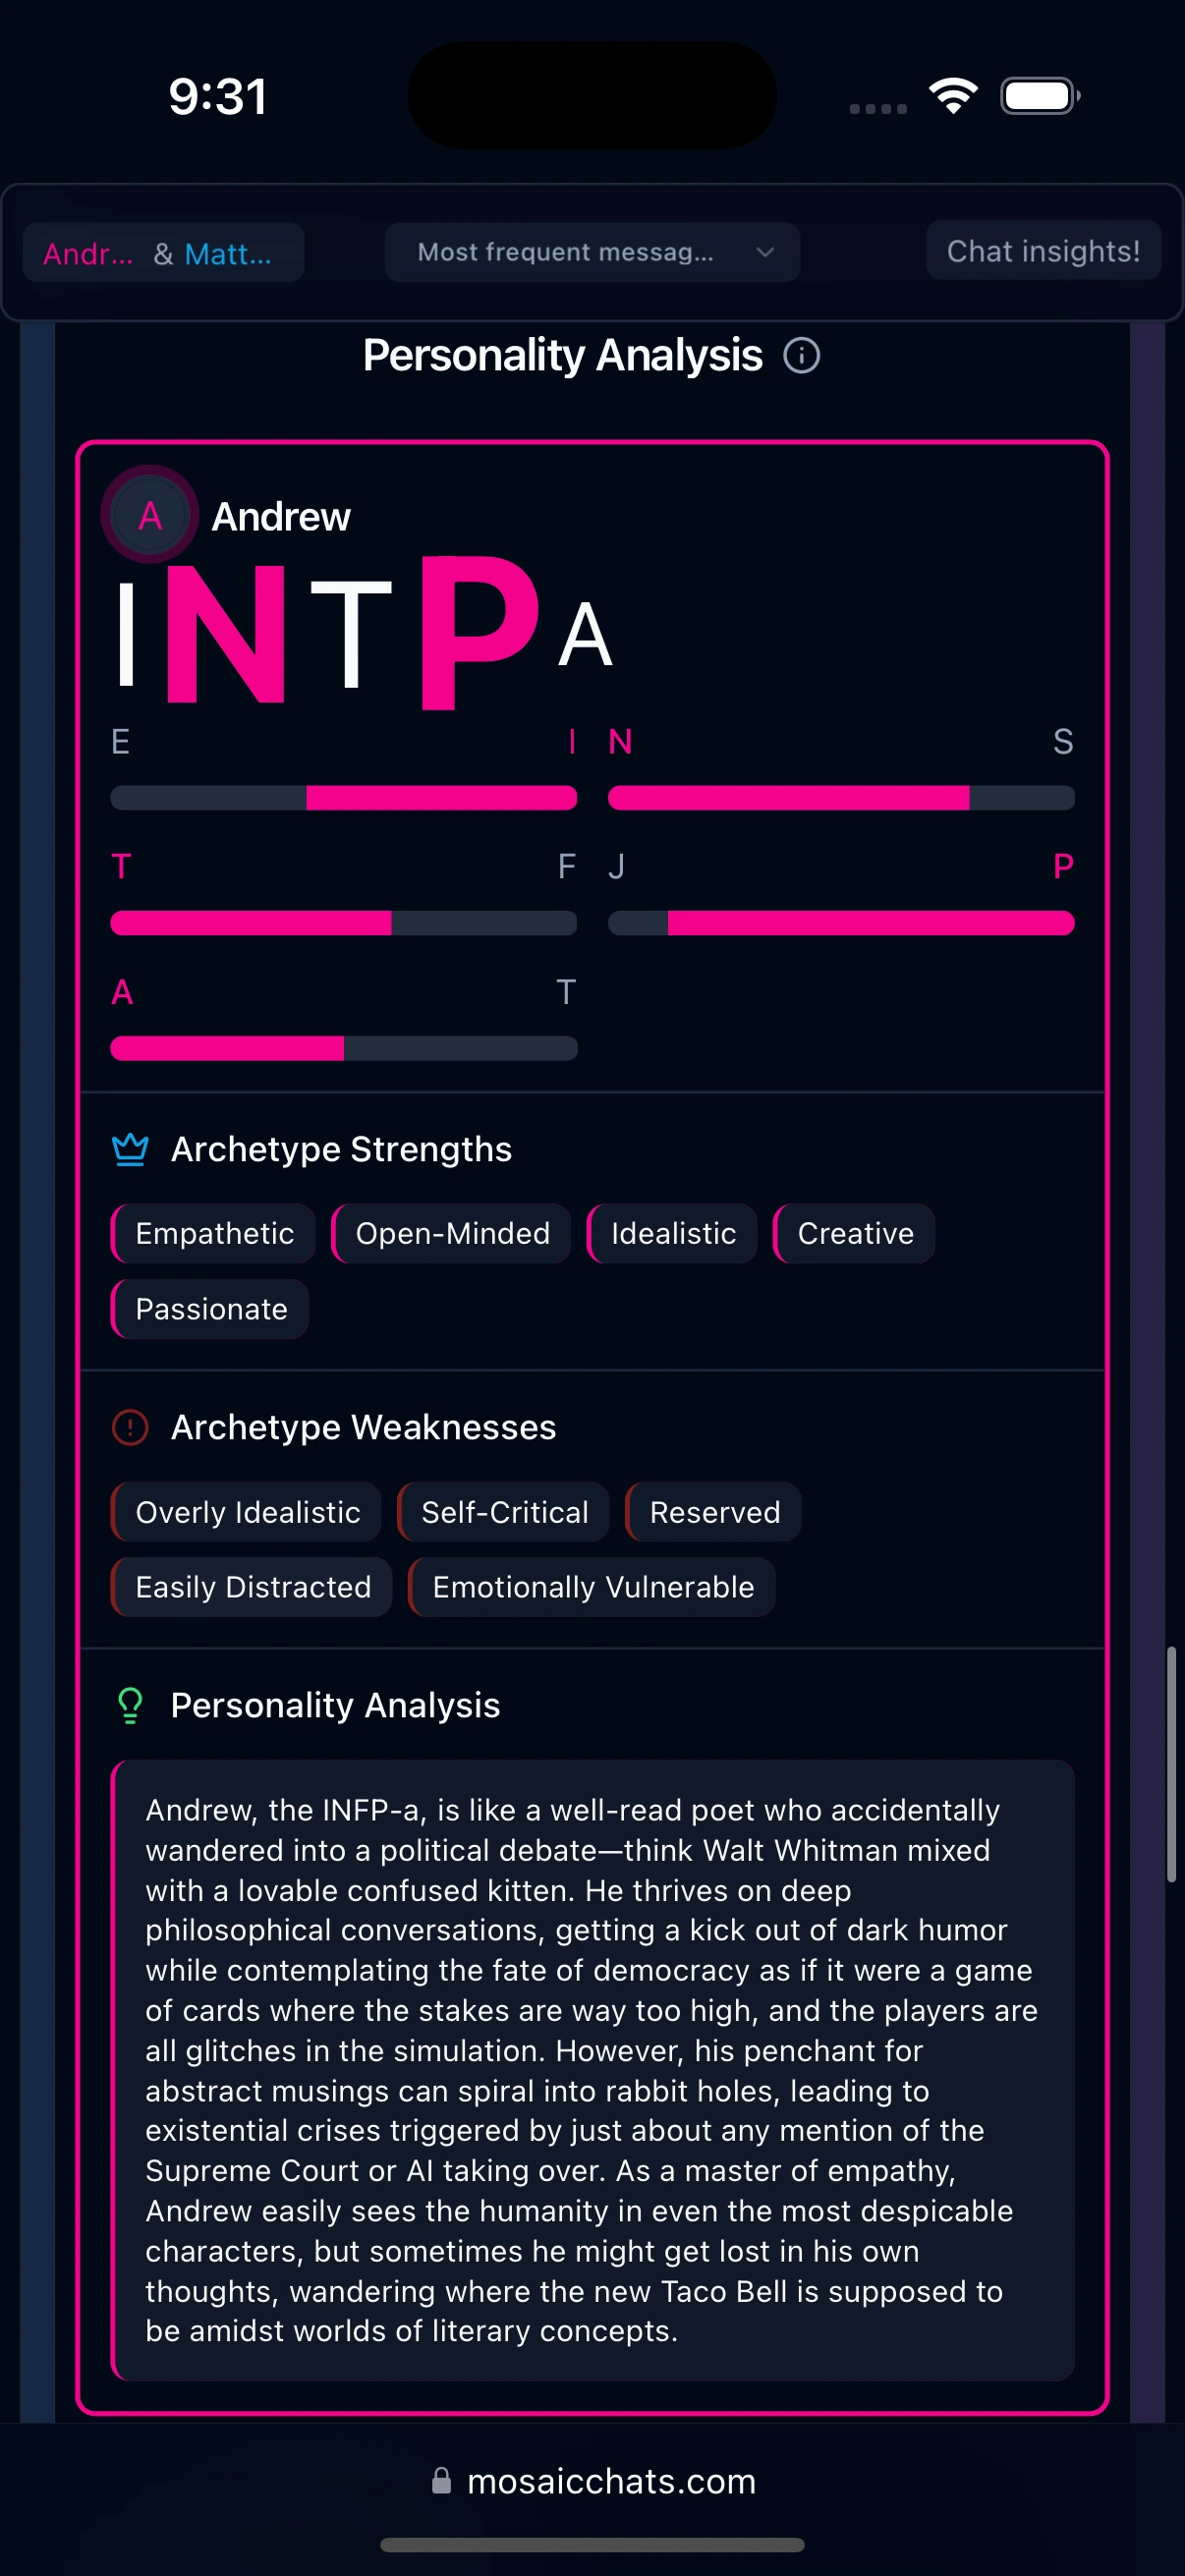 9:31
Andr... & Matt...
Most frequent messag...
Chat insights!
Personality Analysis
A
Andrew
INTPA
E I N S
T F J P
A T
Archetype Strengths
Empathetic Open-Minded Idealistic Creative
Passionate
Archetype Weaknesses
Overly Idealistic Self-Critical Reserved
Easily Distracted Emotionally Vulnerable
Personality Analysis
Andrew, the INFP-a, is like a well-read poet who accidentally
wandered into a political debate—think Walt Whitman mixed
with a lovable confused kitten. He thrives on deep
philosophical conversations, getting a kick out of dark humor
while contemplating the fate of democracy as if it were a game
of cards where the stakes are way too high, and the players are
all glitches in the simulation. However, his penchant for
abstract musings can spiral into rabbit holes, leading to
existential crises triggered by just about any mention of the
Supreme Court or AI taking over. As a master of empathy,
Andrew easily sees the humanity in even the most despicable
characters, but sometimes he might get lost in his own
thoughts, wandering where the new Taco Bell is supposed to
be amidst worlds of literary concepts.
mosaicchats.com